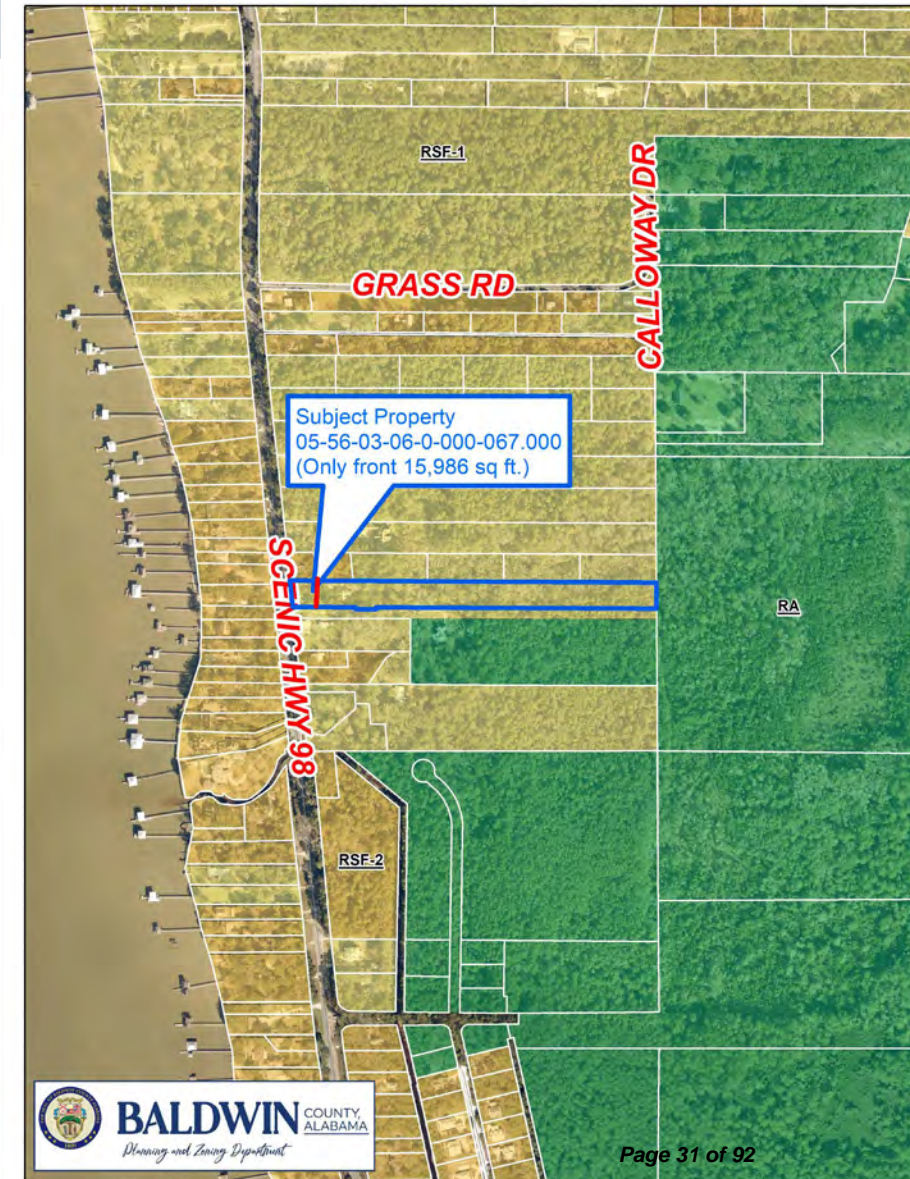 RSF-1
CALLOWAY DR
GRASS RD
Subject Property
05-56-03-06-0-000-067.000
(Only front 15,986 sq ft.)
SCENIC HWY 98
RA
RSF-2
BALDWIN COUNTY, ALABAMA
Planning and Zoning Department
Page 31 of 92